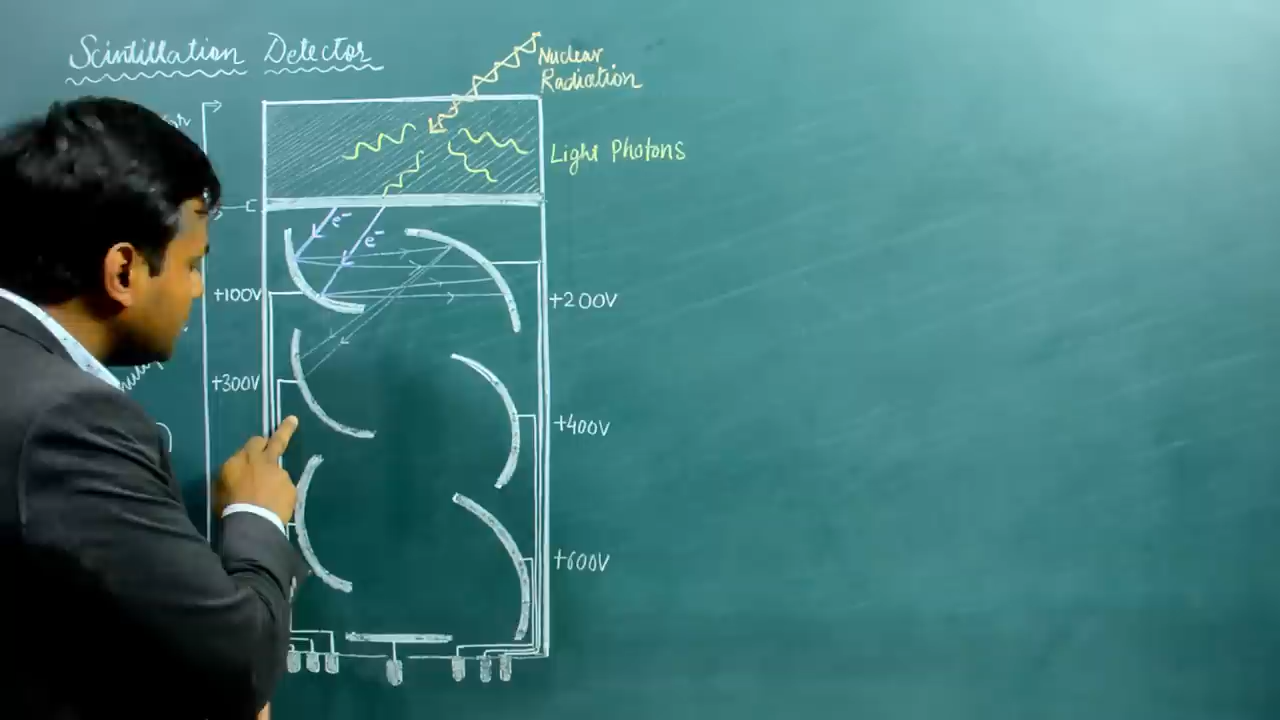 Scintillation Detector
Nuclear
Radiation
Light Photons
e⁻
e⁻
+100V
+200V
+300V
+400V
+600V